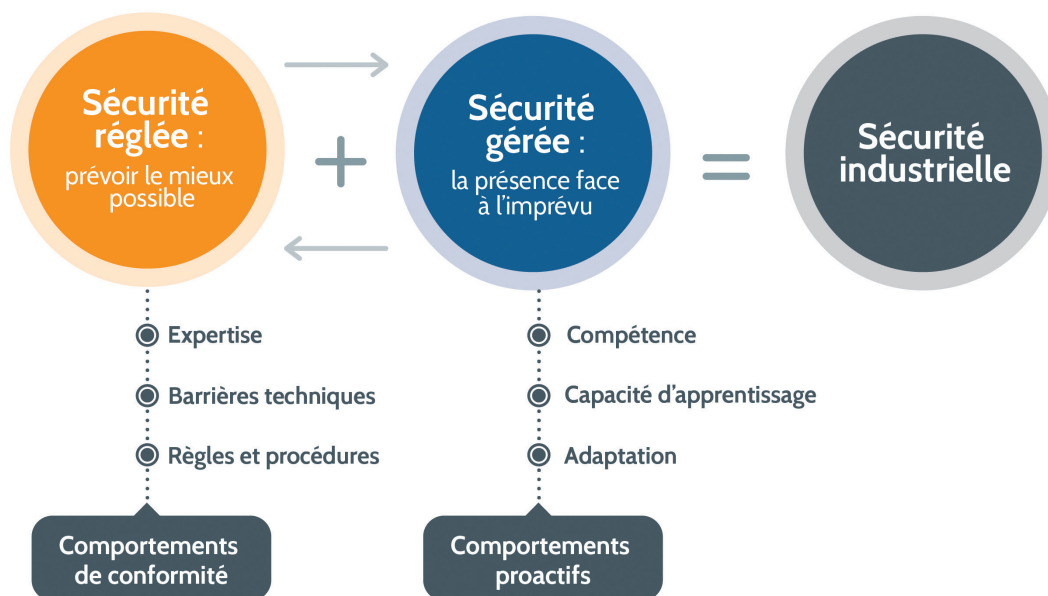 Sécurité
réglée :
prévoir le mieux
possible
+
Sécurité
gérée :
la présence face
à l’imprévu
=
Sécurité
industrielle
Expertise
Barrières techniques
Règles et procédures
Comportements
de conformité
Compétence
Capacité d’apprentissage
Adaptation
Comportements
proactifs